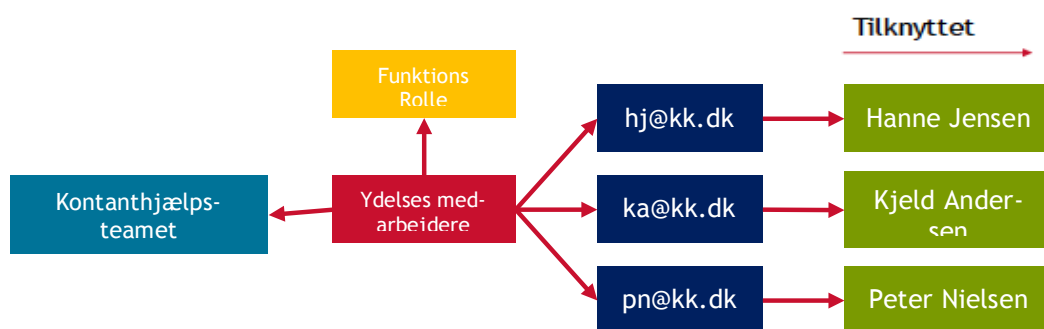 Tilknyttet
Funktions
Rolle
hj@kk.dk
Hanne Jensen
Kontanthjælps-
teamet
Ydelses med-
arbejdere
ka@kk.dk
Kjeld Ander-
sen
pn@kk.dk
Peter Nielsen